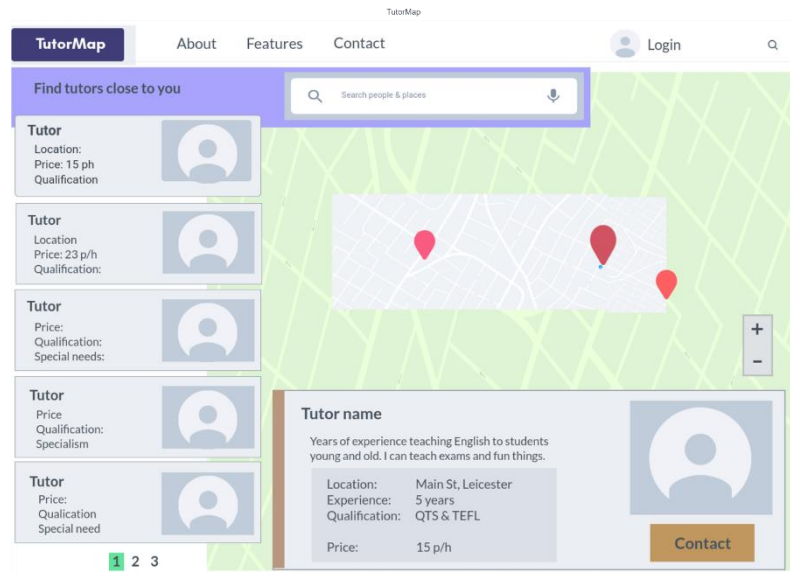 TutorMap
TutorMap
About
Features
Contact
Login
Find tutors close to you
Search people & places
Tutor
Location:
Price: 15 ph
Qualification
Tutor
Location
Price: 23 p/h
Qualification:
Tutor
Price:
Qualification:
Special needs:
Tutor
Price
Qualification:
Specialism
Tutor
Price:
Qualication
Special need
1 2 3
+
−
Tutor name
Years of experience teaching English to students
young and old. I can teach exams and fun things.
Location: Main St, Leicester
Experience: 5 years
Qualification: QTS & TEFL
Price: 15 p/h
Contact